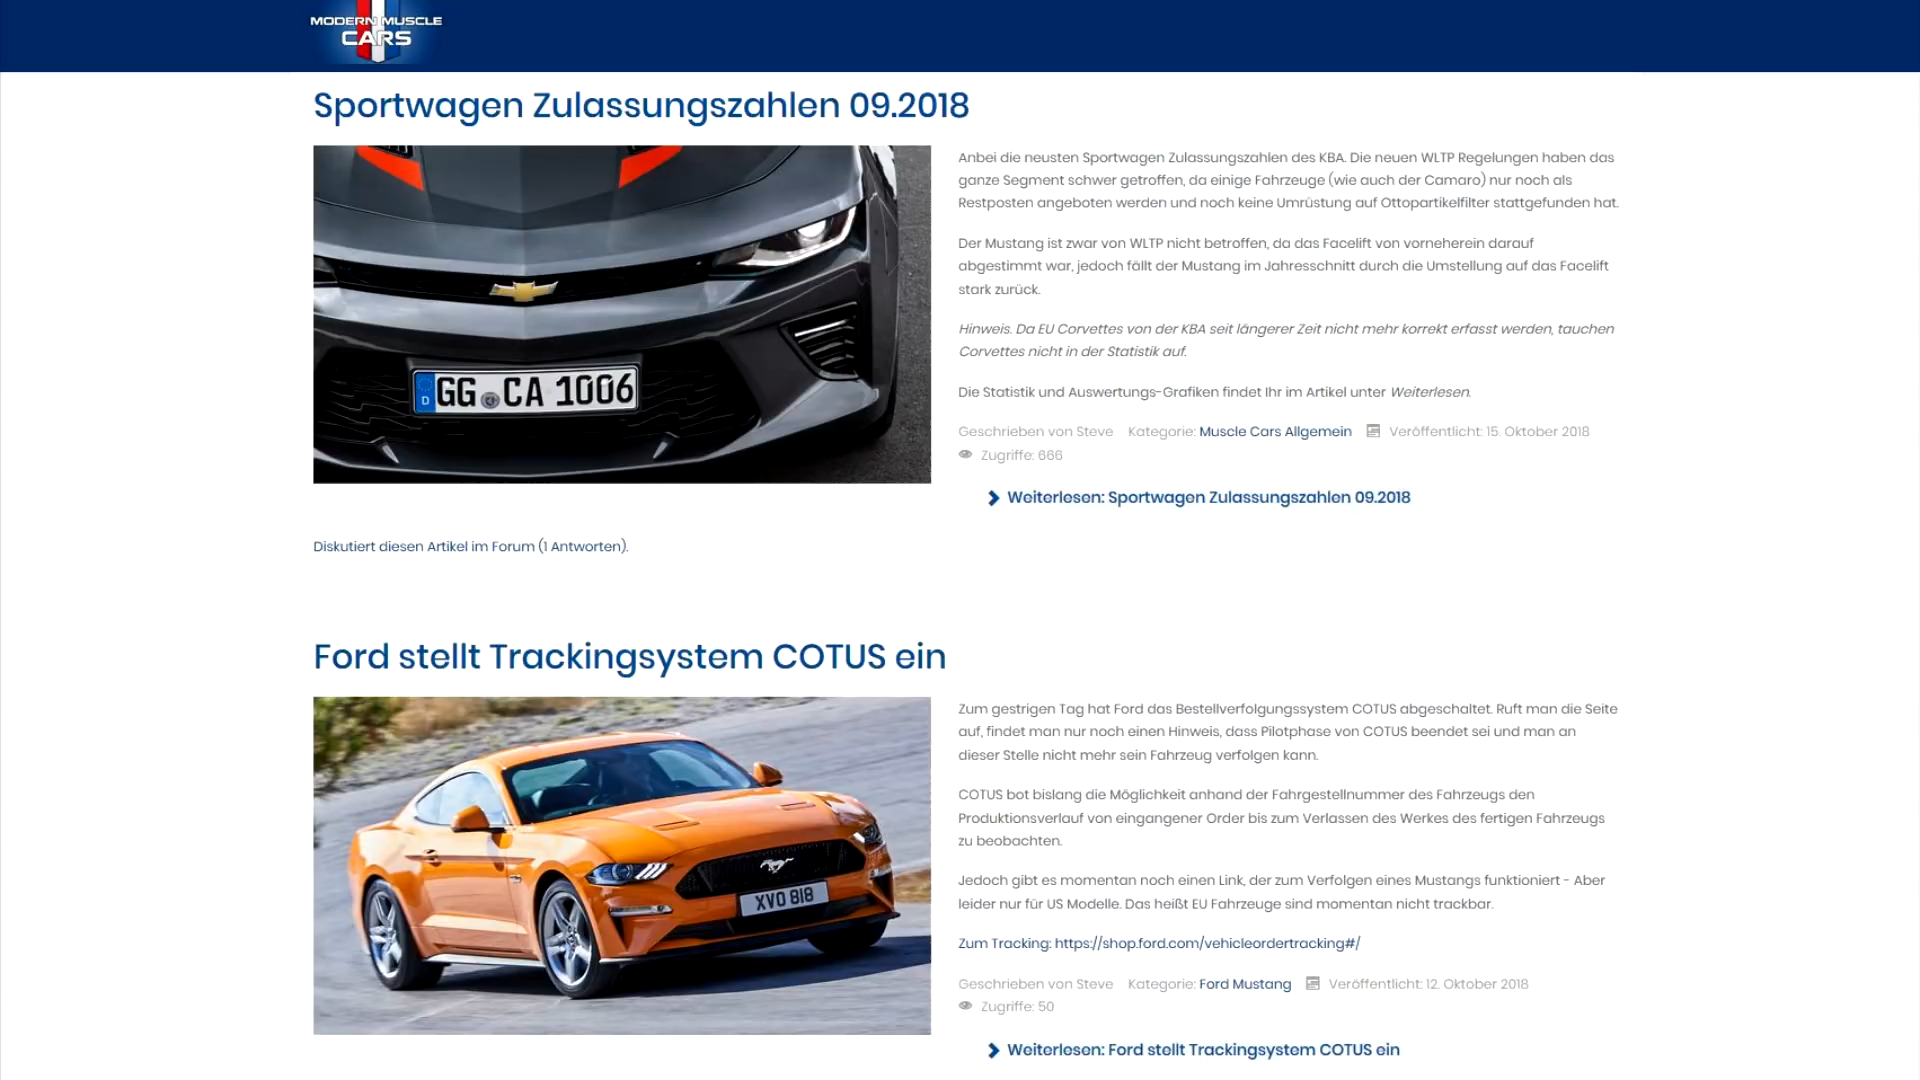 MODERN MUSCLE
CARS
Sportwagen Zulassungszahlen 09.2018
GG CA 1006
D
Anbei die neusten Sportwagen Zulassungszahlen des KBA. Die neuen WLTP Regelungen haben das
ganze Segment schwer getroffen, da einige Fahrzeuge (wie auch der Camaro) nur noch als
Restposten angeboten werden und noch keine Umrüstung auf Ottopartikelfilter stattgefunden hat.
Der Mustang ist zwar von WLTP nicht betroffen, da das Facelift von vorneherein darauf
abgestimmt war, jedoch fällt der Mustang im Jahresschnitt durch die Umstellung auf das Facelift
stark zurück.
Hinweis. Da EU Corvettes von der KBA seit längerer Zeit nicht mehr korrekt erfasst werden, tauchen
Corvettes nicht in der Statistik auf.
Die Statistik und Auswertungs-Grafiken findet Ihr im Artikel unter Weiterlesen.
Geschrieben von Steve Kategorie: Muscle Cars Allgemein Veröffentlicht: 15. Oktober 2018
Zugriffe: 666
Weiterlesen: Sportwagen Zulassungszahlen 09.2018
Diskutiert diesen Artikel im Forum (1 Antworten).
Ford stellt Trackingsystem COTUS ein
XVO 818
Zum gestrigen Tag hat Ford das Bestellverfolgungssystem COTUS abgeschaltet. Ruft man die Seite
auf, findet man nur noch einen Hinweis, dass Pilotphase von COTUS beendet sei und man an
dieser Stelle nicht mehr sein Fahrzeug verfolgen kann.
COTUS bot bislang die Möglichkeit anhand der Fahrgestellnummer des Fahrzeugs den
Produktionsverlauf von eingangener Order bis zum Verlassen des Werkes des fertigen Fahrzeugs
zu beobachten.
Jedoch gibt es momentan noch einen Link, der zum Verfolgen eines Mustangs funktioniert - Aber
leider nur für US Modelle. Das heißt EU Fahrzeuge sind momentan nicht trackbar.
Zum Tracking: https://shop.ford.com/vehicleordertracking#/
Geschrieben von Steve Kategorie: Ford Mustang Veröffentlicht: 12. Oktober 2018
Zugriffe: 50
Weiterlesen: Ford stellt Trackingsystem COTUS ein